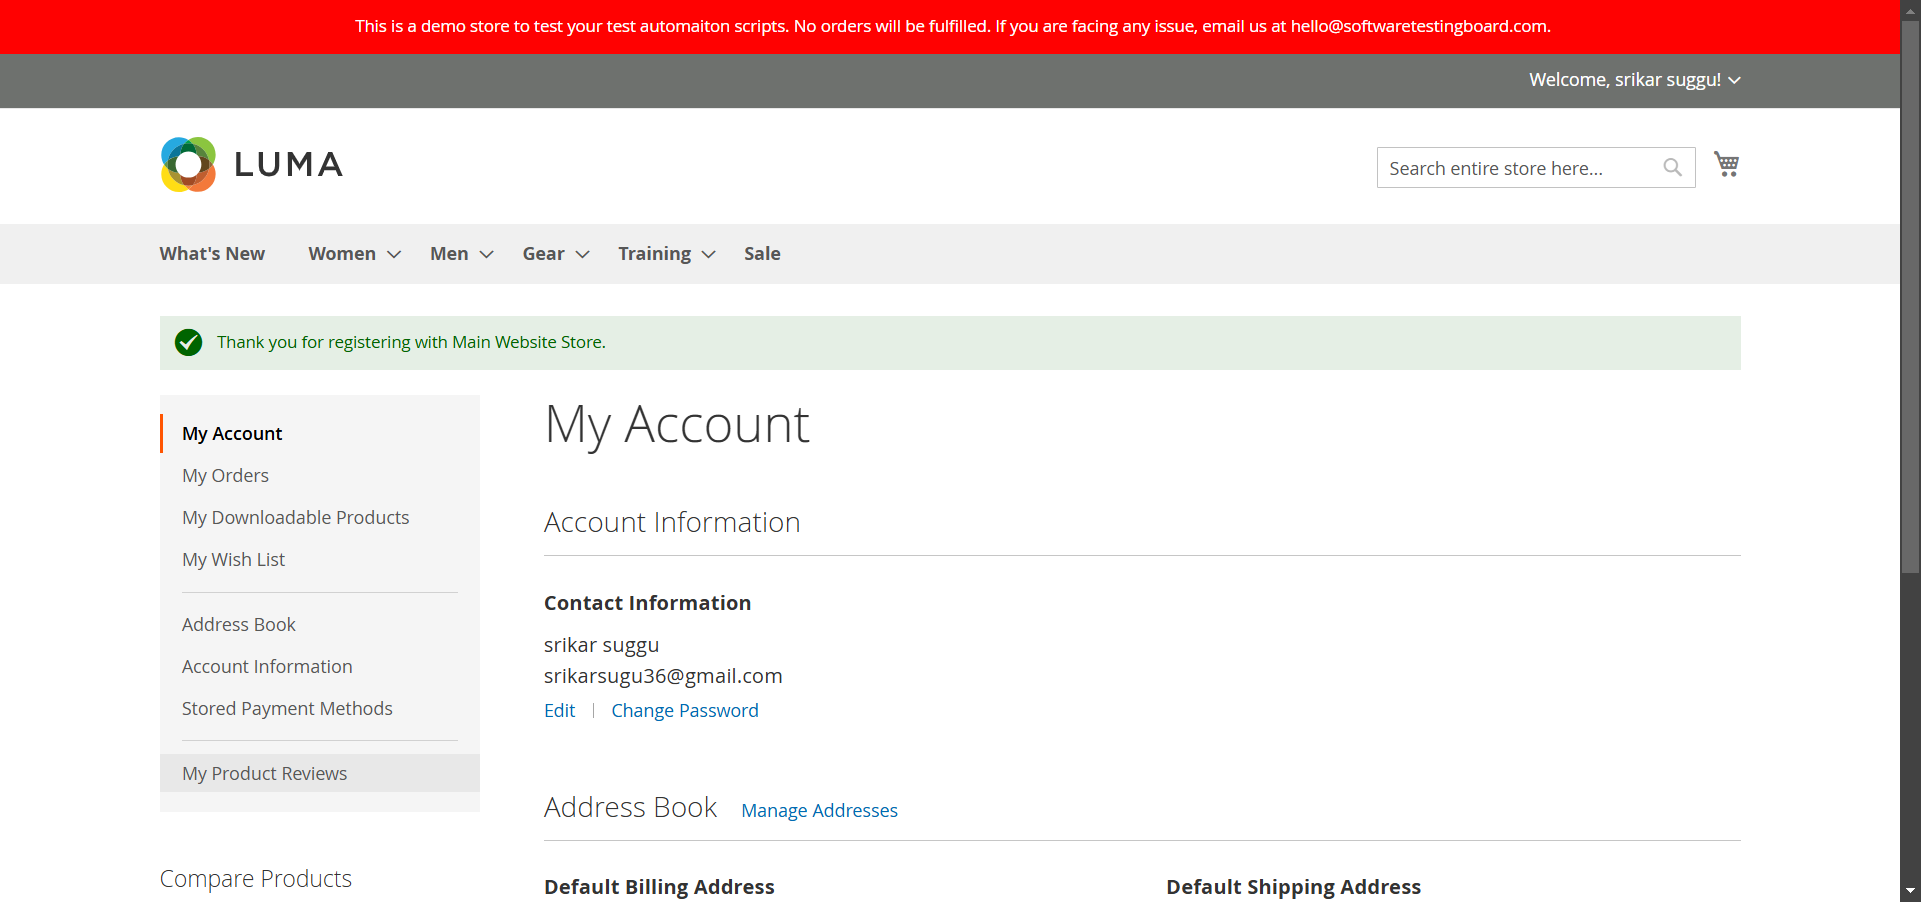 This is a demo store to test your test automaiton scripts. No orders will be fulfilled. If you are facing any issue, email us at hello@softwaretestingboard.com.
Welcome, srikar suggu!
LUMA
Search entire store here...
What's New Women Men Gear Training Sale
Thank you for registering with Main Website Store.
My Account
My Orders
My Downloadable Products
My Wish List
Address Book
Account Information
Stored Payment Methods
My Product Reviews
Compare Products
My Account
Account Information
Contact Information
srikar suggu
srikarsugu36@gmail.com
Edit | Change Password
Address Book Manage Addresses
Default Billing Address
Default Shipping Address